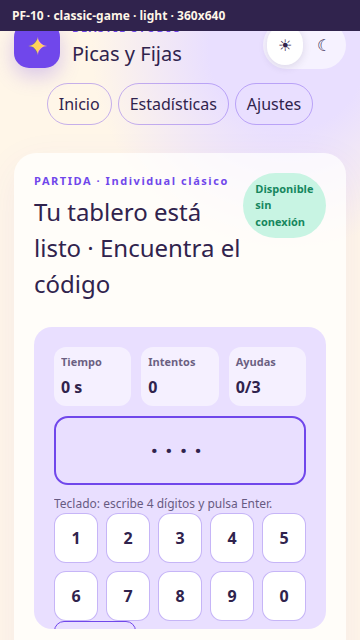 PF-10 · classic-game · light · 360x640
Picas y Fijas
Inicio
Estadísticas
Ajustes
PARTIDA · Individual clásico
Tu tablero está
listo · Encuentra el
código
Disponible
sin
conexión
Tiempo
0 s
Intentos
0
Ayudas
0/3
• • • •
Teclado: escribe 4 dígitos y pulsa Enter.
1 2 3 4 5
6 7 8 9 0